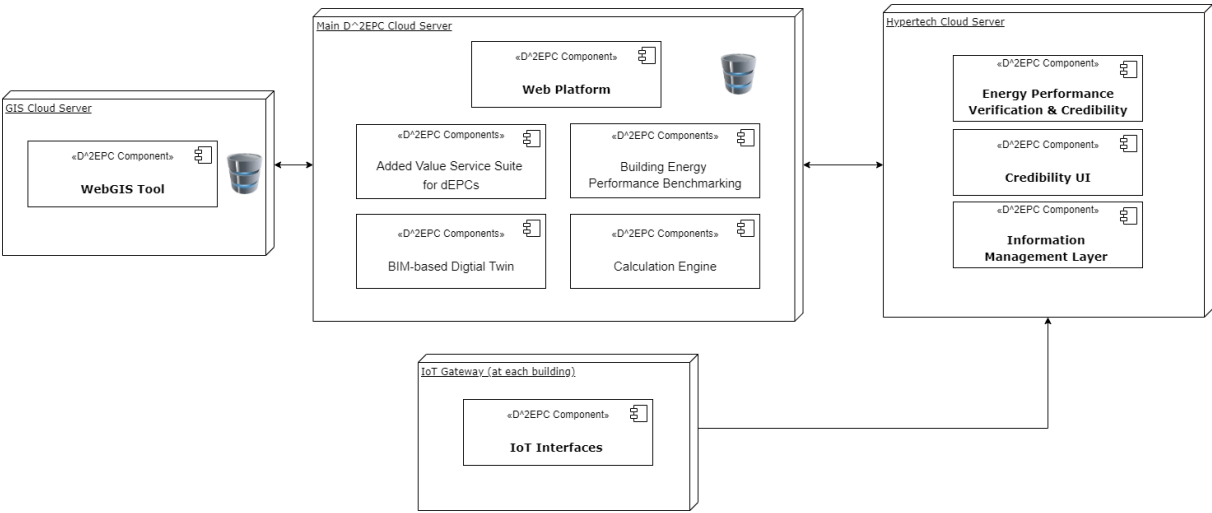 Main D^2EPC Cloud Server
«D^2EPC Component»
Web Platform
«D^2EPC Components»
Added Value Service Suite
for dEPCs
«D^2EPC Components»
Building Energy
Performance Benchmarking
«D^2EPC Components»
BIM-based Digtial Twin
«D^2EPC Components»
Calculation Engine
Hypertech Cloud Server
«D^2EPC Component»
Energy Performance
Verification & Credibility
«D^2EPC Component»
Credibility UI
«D^2EPC Component»
Information
Management Layer
GIS Cloud Server
«D^2EPC Component»
WebGIS Tool
IoT Gateway (at each building)
«D^2EPC Component»
IoT Interfaces